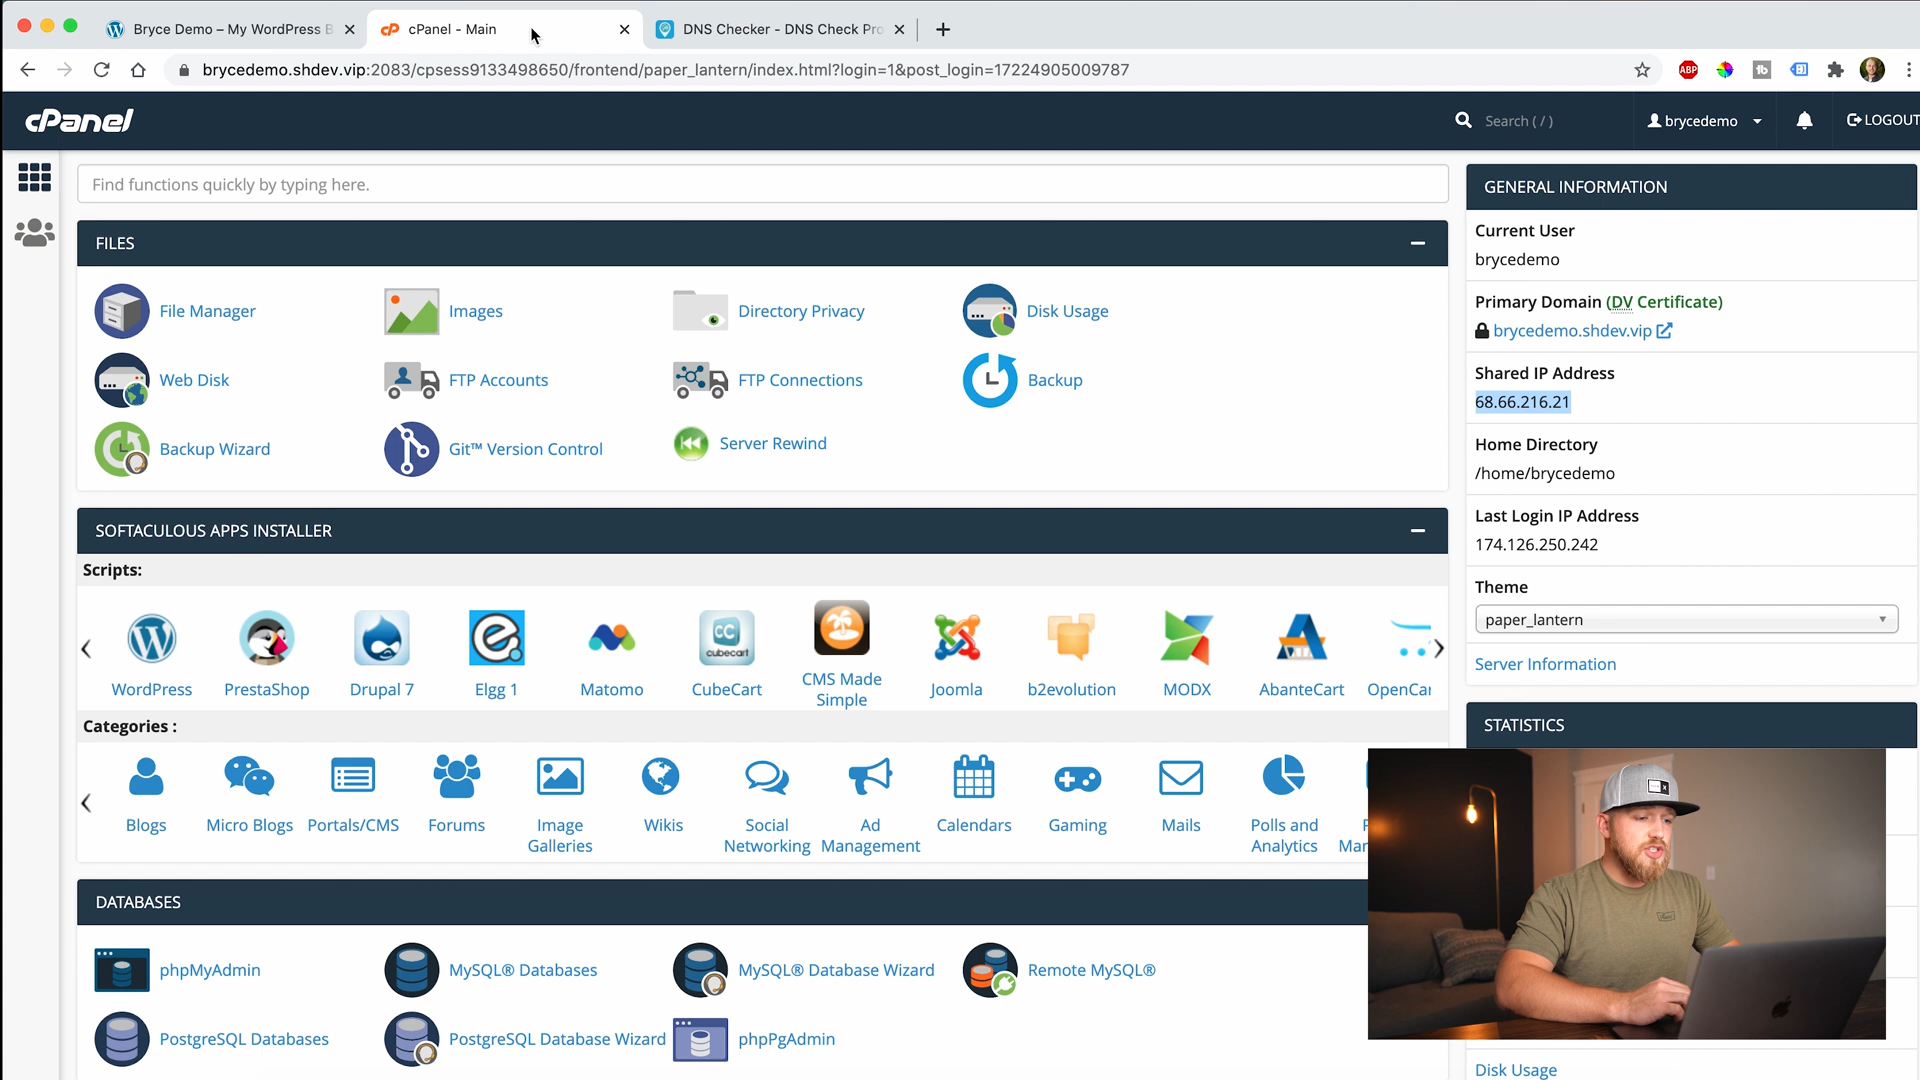 Bryce Demo – My WordPress B
cPanel - Main
DNS Checker - DNS Check Pro
brycedemo.shdev.vip:2083/cpsess9133498650/frontend/paper_lantern/index.html?login=1&post_login=17224905009787
ABP
cPanel
Search ( / )
brycedemo
LOGOUT
Find functions quickly by typing here.
FILES
File Manager
Images
Directory Privacy
Disk Usage
Web Disk
FTP Accounts
FTP Connections
Backup
Backup Wizard
Git™ Version Control
Server Rewind
SOFTACULOUS APPS INSTALLER
Scripts:
cc
cubecart
WordPress
PrestaShop
Drupal 7
Elgg 1
Matomo
CubeCart
CMS Made
Simple
Joomla
b2evolution
MODX
AbanteCart
OpenCar
Categories :
Blogs
Micro Blogs
Portals/CMS
Forums
Image
Galleries
Wikis
Social
Networking
Ad
Management
Calendars
Gaming
Mails
Polls and
Analytics
Mar
DATABASES
phpMyAdmin
MySQL® Databases
MySQL® Database Wizard
Remote MySQL®
PostgreSQL Databases
PostgreSQL Database Wizard
phpPgAdmin
GENERAL INFORMATION
Current User
brycedemo
Primary Domain (DV Certificate)
brycedemo.shdev.vip
Shared IP Address
68.66.216.21
Home Directory
/home/brycedemo
Last Login IP Address
174.126.250.242
Theme
paper_lantern
Server Information
STATISTICS
Disk Usage